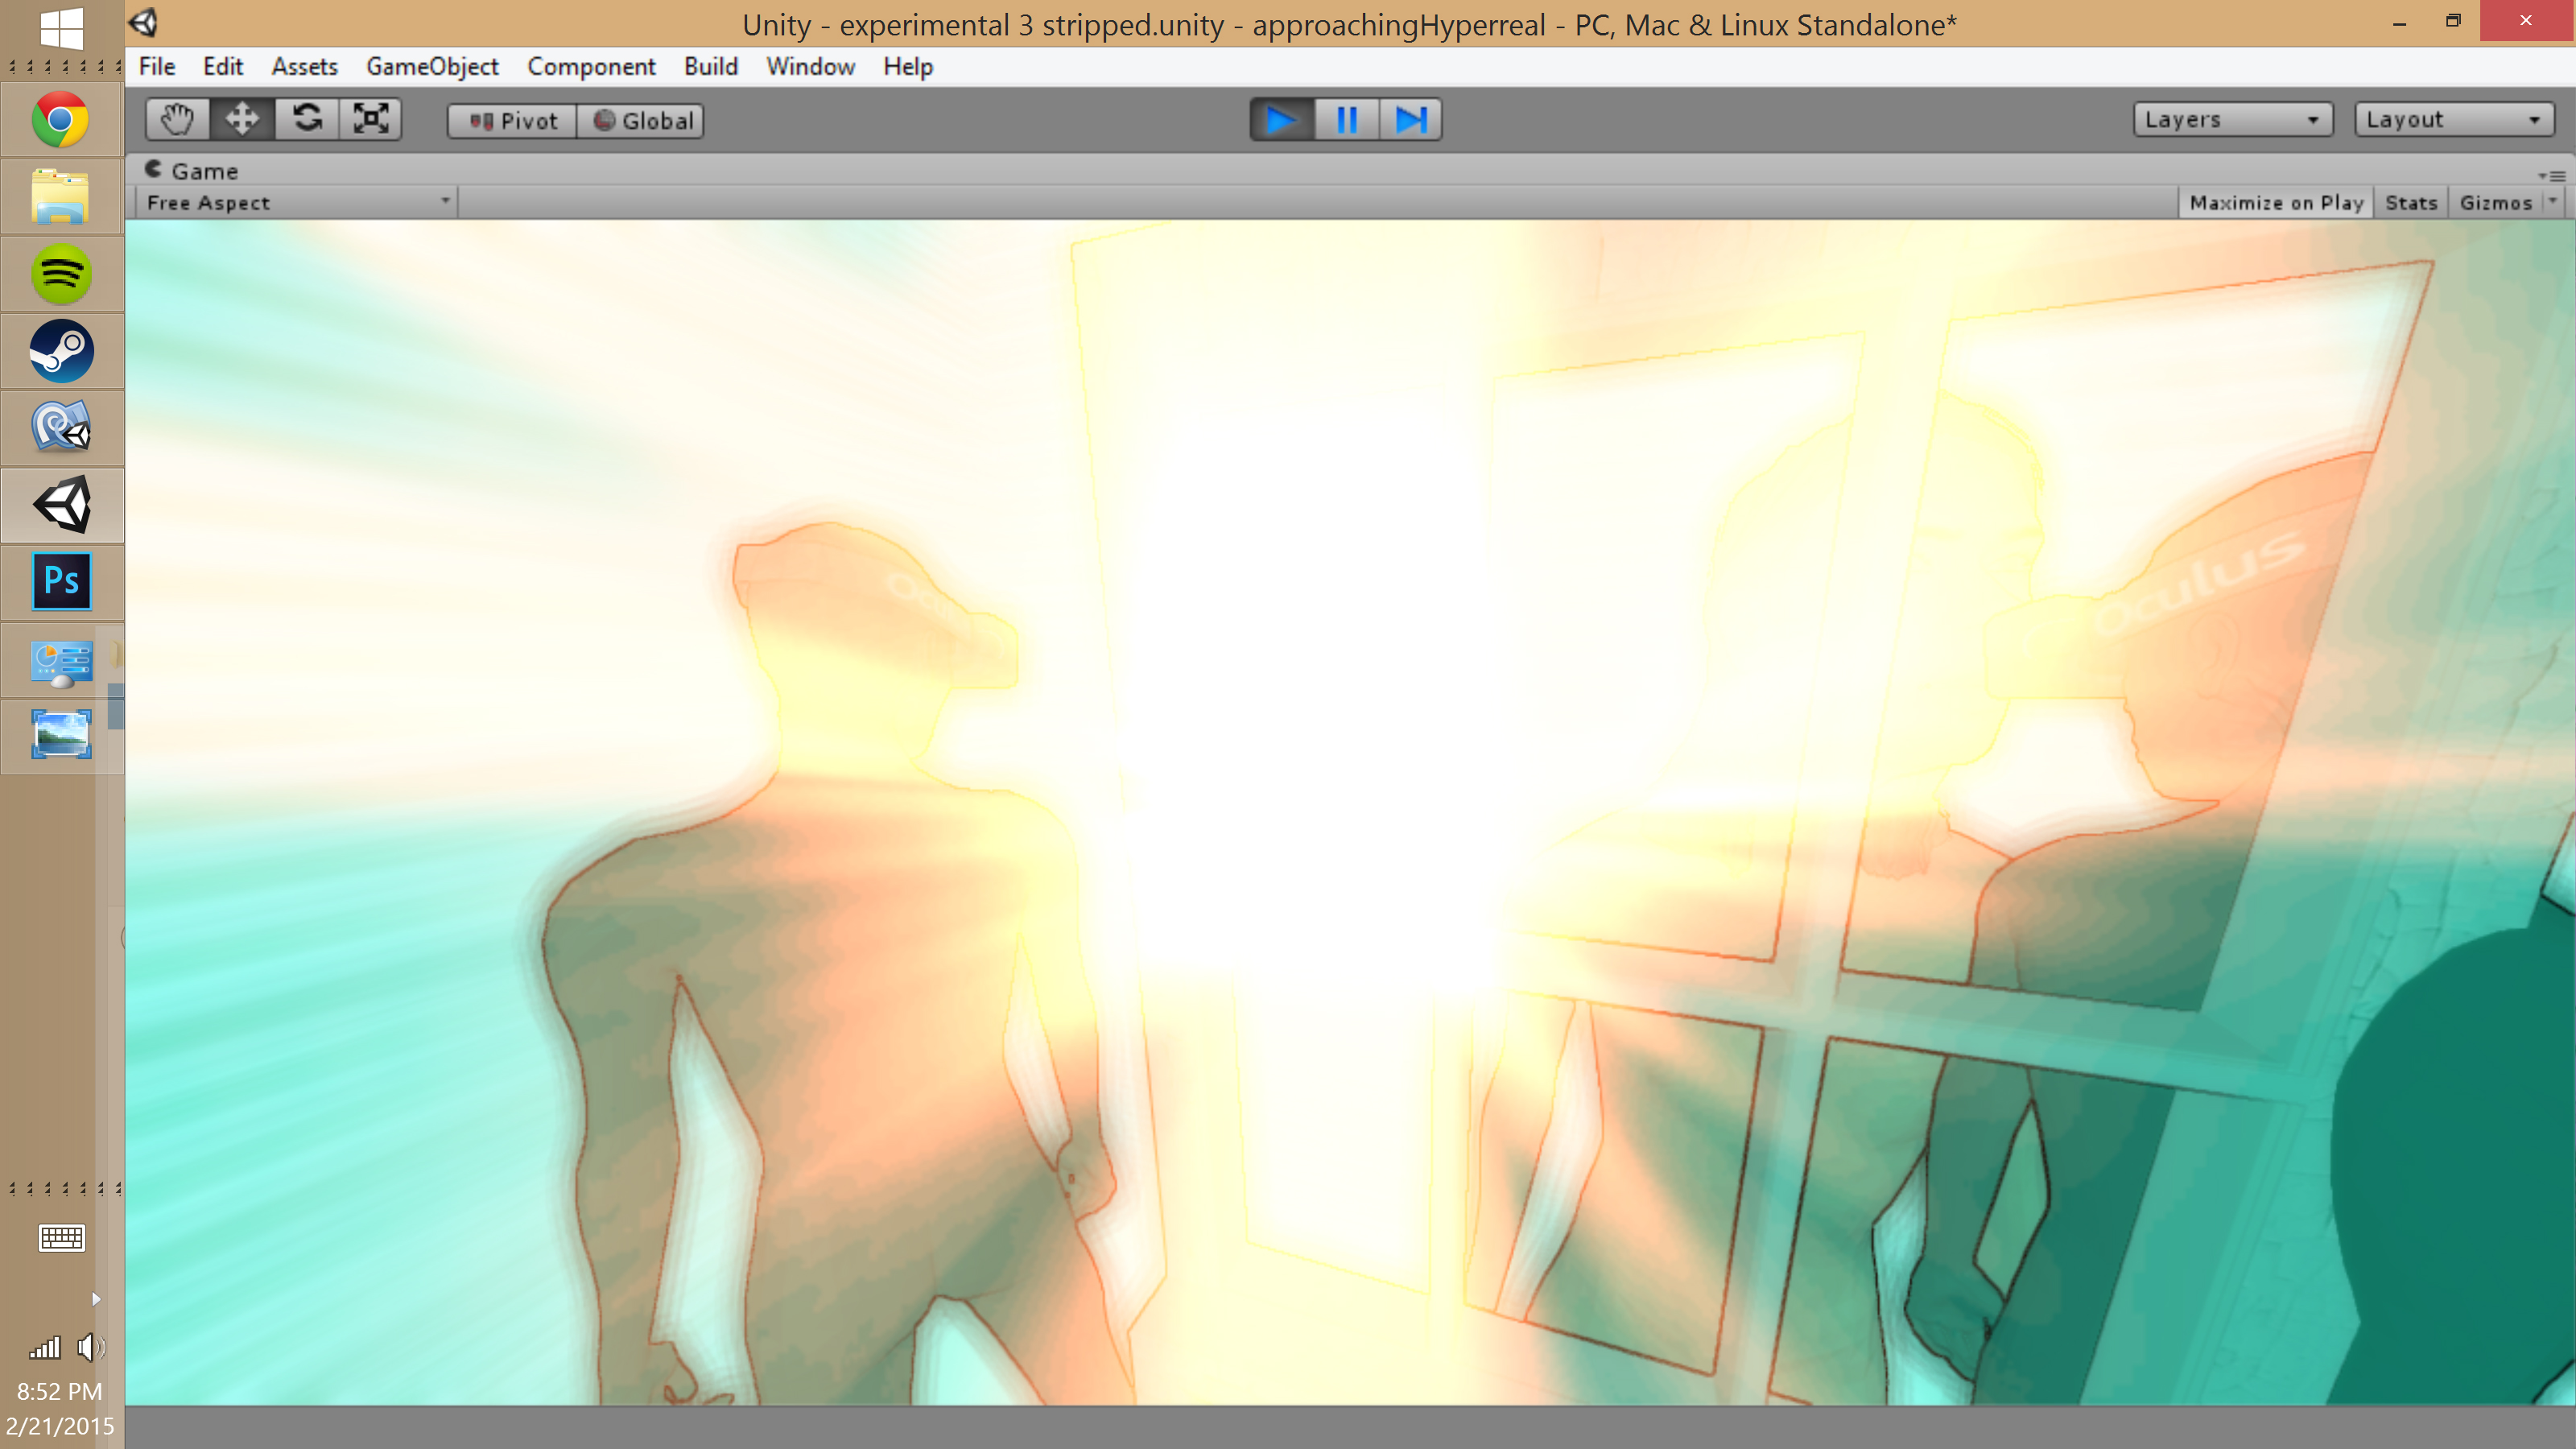 Unity - experimental 3 stripped.unity - approachingHyperreal - PC, Mac & Linux Standalone*
File Edit Assets GameObject Component Build Window Help
Pivot Global Layers Layout
Game
Free Aspect Maximize on Play Stats Gizmos
Oculus
Ps
8:52 PM
2/21/2015